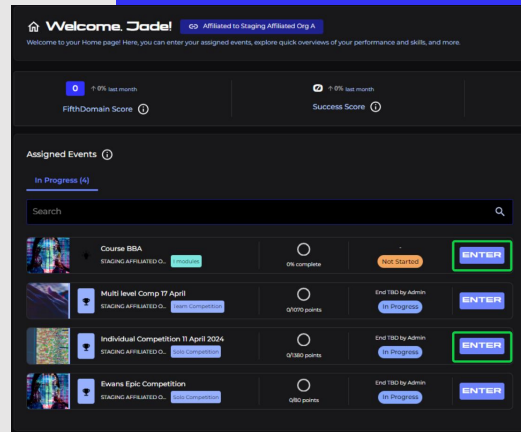 Welcome, Jade! Affiliated to Staging Affiliated Org A
Welcome to your Home page! Here, you can enter your assigned events, explore quick overviews of your performance and skills, and more.
0 ↑ 0% last month
FifthDomain Score
0 ↑ 0% last month
Success Score
Assigned Events
In Progress (4)
Search
Course BBA
STAGING AFFILIATED O... 1 modules
0% complete
-
Not Started
ENTER
Multi level Comp 17 April
STAGING AFFILIATED O... Team Competition
0/1070 points
End TBD by Admin
In Progress
ENTER
Individual Competition 11 April 2024
STAGING AFFILIATED O... Solo Competition
0/1380 points
End TBD by Admin
In Progress
ENTER
Ewans Epic Competition
STAGING AFFILIATED O... Solo Competition
0/80 points
End TBD by Admin
In Progress
ENTER